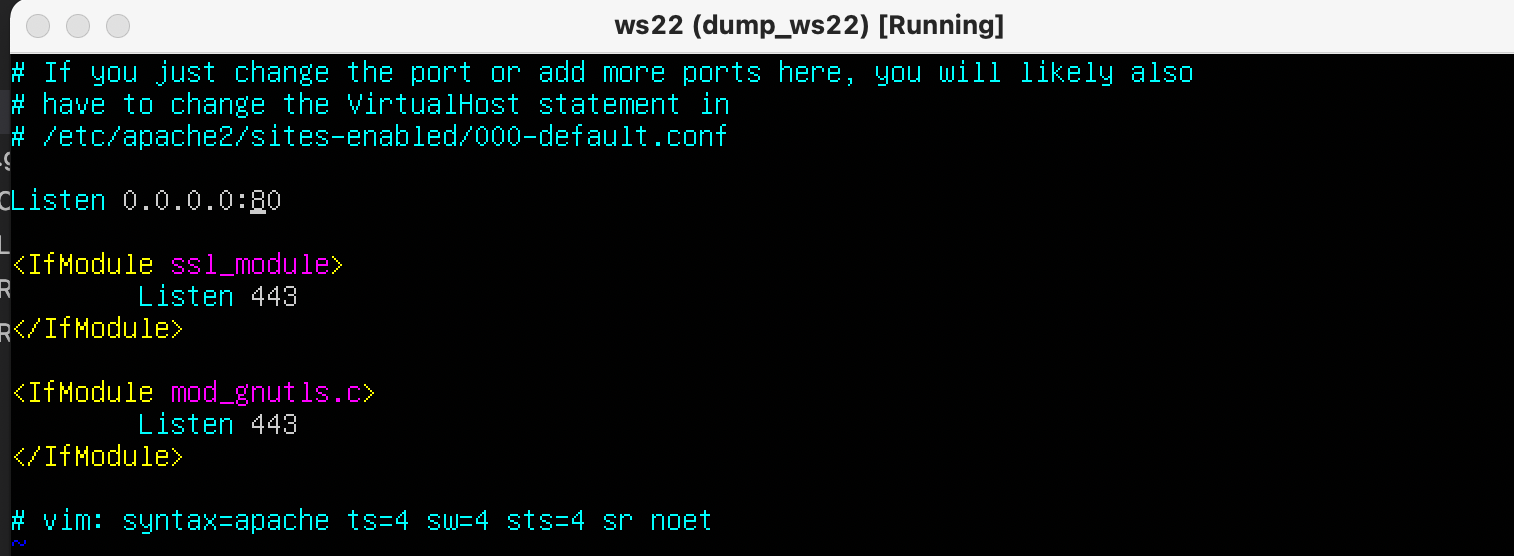 ws22 (dump_ws22) [Running]
# If you just change the port or add more ports here, you will likely also
# have to change the VirtualHost statement in
# /etc/apache2/sites-enabled/000-default.conf
Listen 0.0.0.0:80
<IfModule ssl_module>
        Listen 443
</IfModule>
<IfModule mod_gnutls.c>
        Listen 443
</IfModule>
# vim: syntax=apache ts=4 sw=4 sts=4 sr noet
~